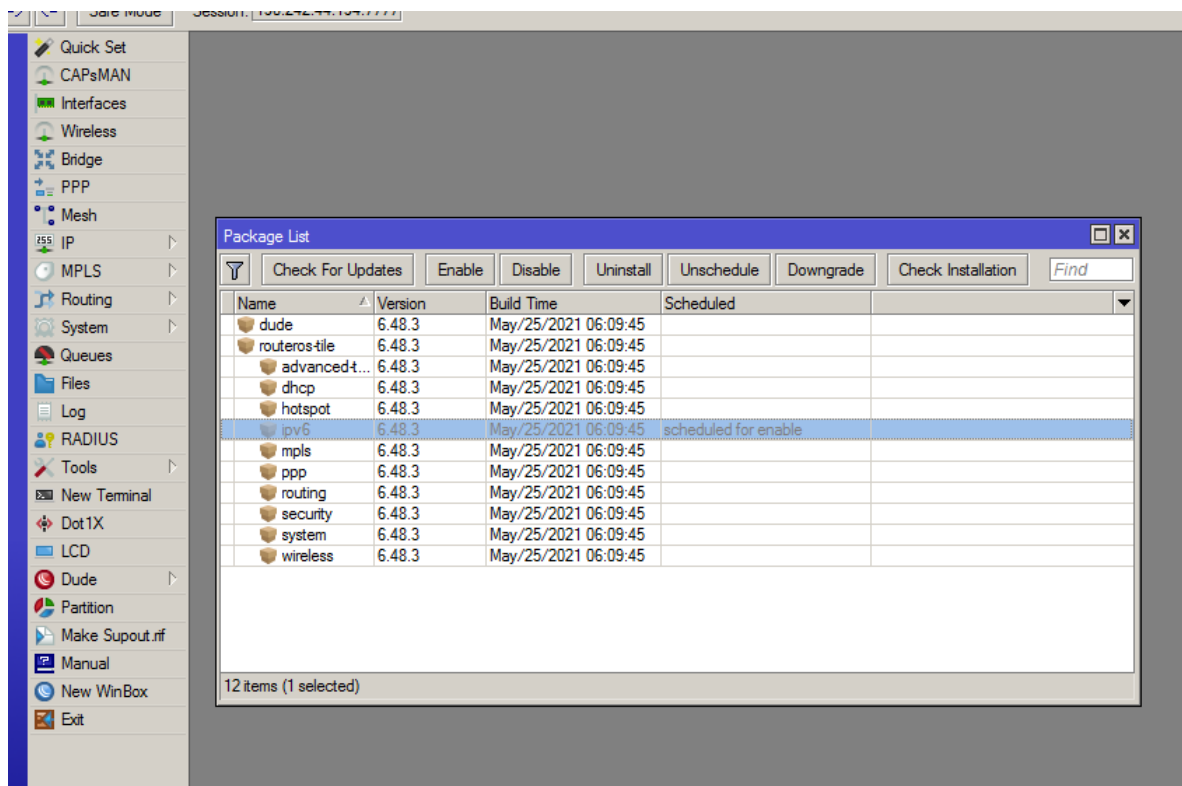 Safe Mode Session:
Quick Set
CAPsMAN
Interfaces
Wireless
Bridge
PPP
Mesh
IP
MPLS
Routing
System
Queues
Files
Log
RADIUS
Tools
New Terminal
Dot1X
LCD
Dude
Partition
Make Supout.rif
Manual
New WinBox
Exit
Package List
Check For Updates Enable Disable Uninstall Unschedule Downgrade Check Installation Find
Name Version Build Time Scheduled
dude 6.48.3 May/25/2021 06:09:45
routeros-tile 6.48.3 May/25/2021 06:09:45
advanced-t... 6.48.3 May/25/2021 06:09:45
dhcp 6.48.3 May/25/2021 06:09:45
hotspot 6.48.3 May/25/2021 06:09:45
ipv6 6.48.3 May/25/2021 06:09:45 scheduled for enable
mpls 6.48.3 May/25/2021 06:09:45
ppp 6.48.3 May/25/2021 06:09:45
routing 6.48.3 May/25/2021 06:09:45
security 6.48.3 May/25/2021 06:09:45
system 6.48.3 May/25/2021 06:09:45
wireless 6.48.3 May/25/2021 06:09:45
12 items (1 selected)